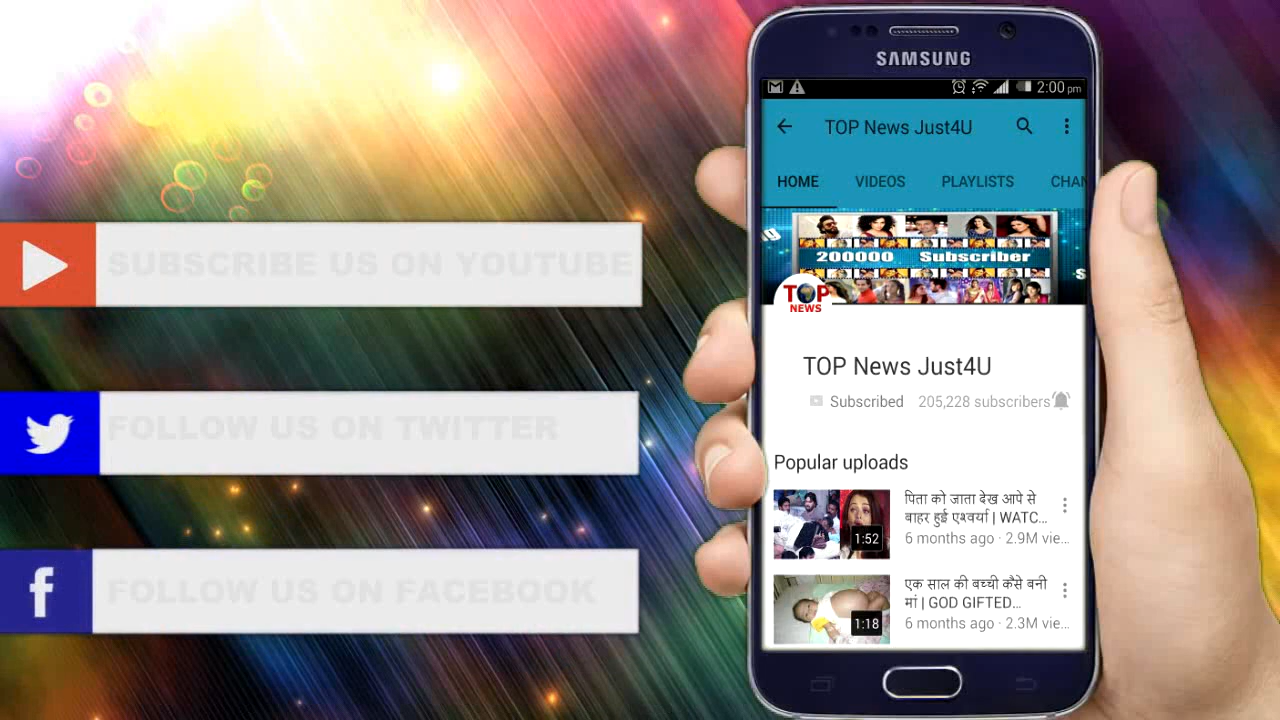 SUBSCRIBE US ON YOUTUBE
FOLLOW US ON TWITTER
FOLLOW US ON FACEBOOK
SAMSUNG
2:00 pm
TOP News Just4U
HOME VIDEOS PLAYLISTS CHAN
200000 Subscriber
TOP
NEWS
TOP News Just4U
Subscribed 205,228 subscribers
Popular uploads
पिता को जाता देख आपे से
बाहर हुई एश्वर्या | WATC...
6 months ago · 2.9M vie...
1:52
एक साल की बच्ची कैसे बनी
मां | GOD GIFTED...
6 months ago · 2.3M vie...
1:18